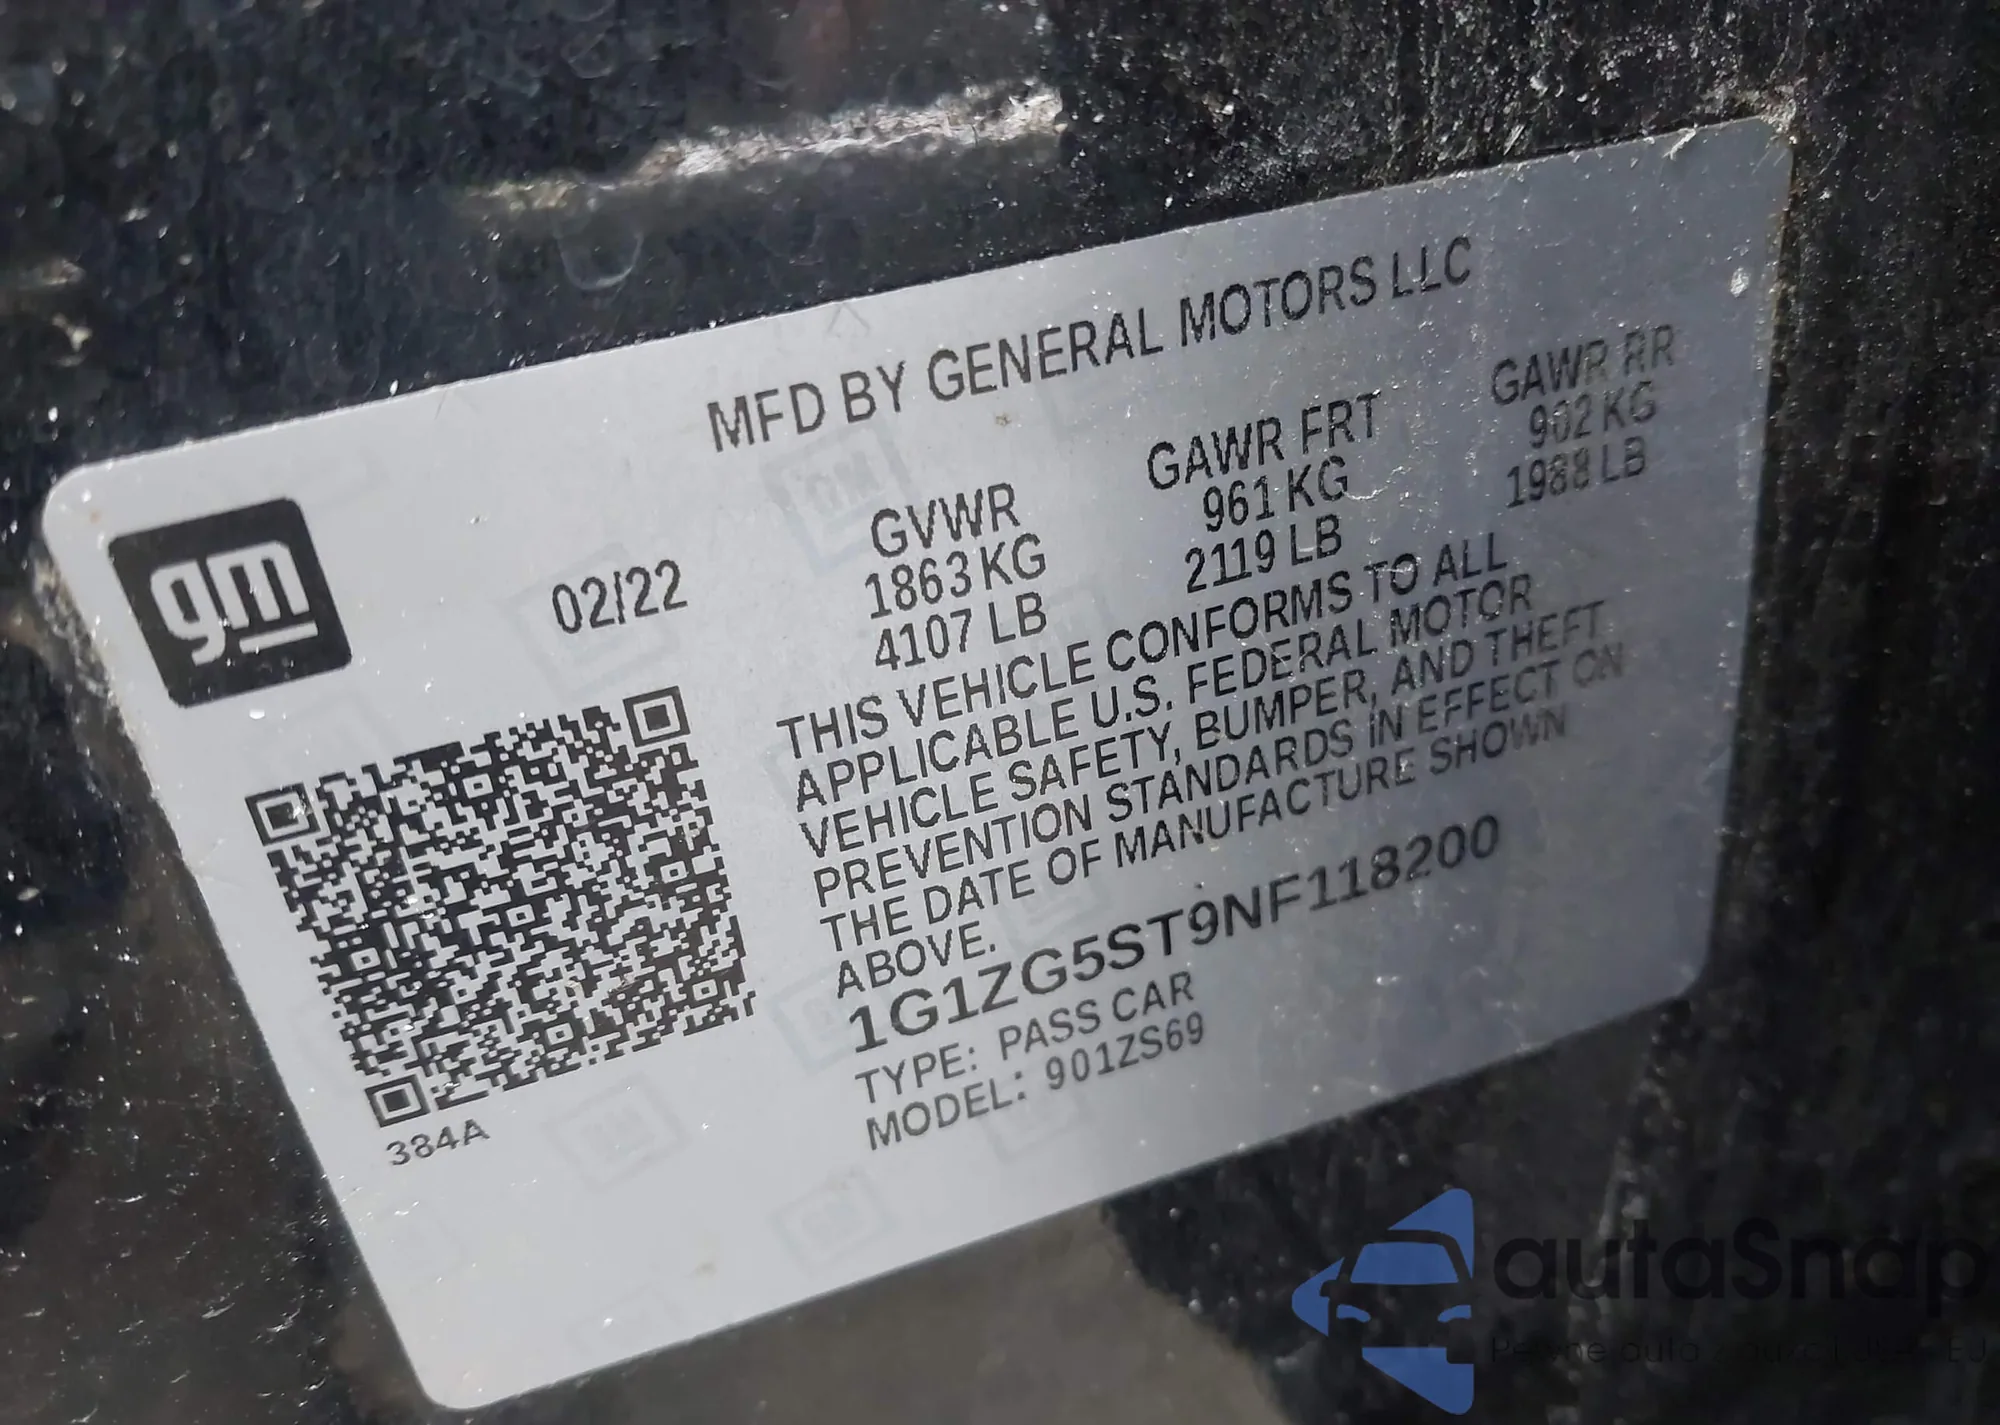 MFD BY GENERAL MOTORS LLC
gm
02/22
GVWR
1863 KG
4107 LB
GAWR FRT
961 KG
2119 LB
GAWR RR
902 KG
1988 LB
THIS VEHICLE CONFORMS TO ALL
APPLICABLE U.S. FEDERAL MOTOR
VEHICLE SAFETY, BUMPER, AND THEFT
PREVENTION STANDARDS IN EFFECT ON
THE DATE OF MANUFACTURE SHOWN
ABOVE.
1G1ZG5ST9NF118200
TYPE: PASS CAR
MODEL: 901ZS69
384A
autaSnap